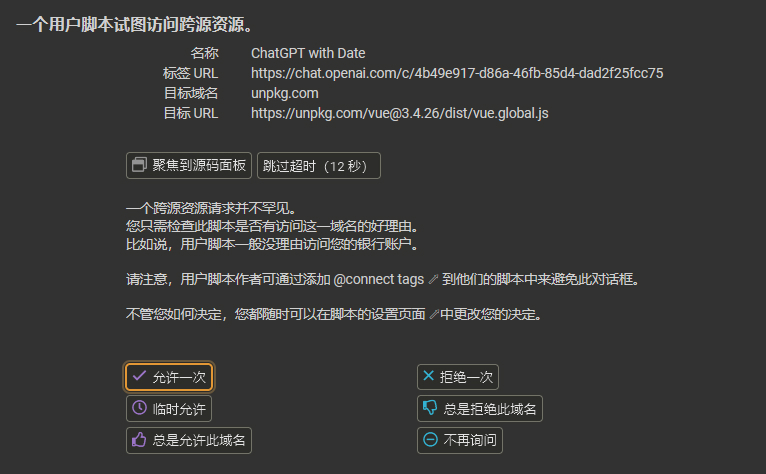 一个用户脚本试图访问跨源资源。
名称 ChatGPT with Date
标签 URL https://chat.openai.com/c/4b49e917-d86a-46fb-85d4-dad2f25fcc75
目标域名 unpkg.com
目标 URL https://unpkg.com/vue@3.4.26/dist/vue.global.js
聚焦到源码面板 跳过超时（12 秒）
一个跨源资源请求并不罕见。
您只需检查此脚本是否有访问这一域名的好理由。
比如说，用户脚本一般没理由访问您的银行账户。
请注意，用户脚本作者可通过添加 @connect tags 到他们的脚本中来避免此对话框。
不管您如何决定，您都随时可以在脚本的设置页面 中更改您的决定。
允许一次 拒绝一次
临时允许 总是拒绝此域名
总是允许此域名 不再询问